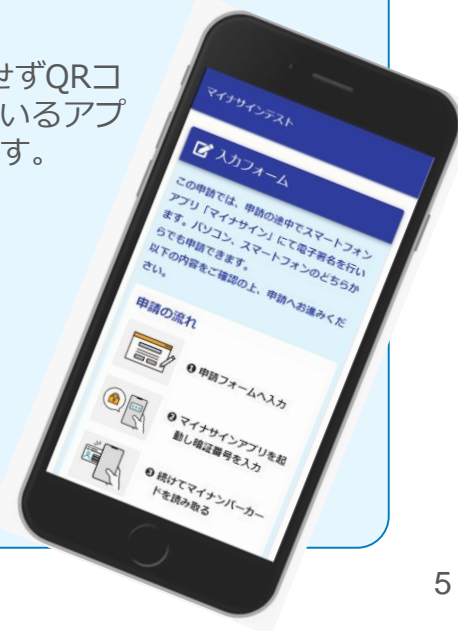 せずQRコ
いるアプ
す。
マイナサインテスト
入力フォーム
この申請では、申請の途中でスマートフォン
アプリ「マイナサイン」にて電子署名を行い
ます。パソコン、スマートフォンのどちらか
らでも申請できます。
以下の内容をご確認の上、申請へお進みくだ
さい。
申請の流れ
❶ 申請フォームへ入力
❷ マイナサインアプリを起
動し暗証番号を入力
❸ 続けてマイナンバーカー
ドを読み取る
5